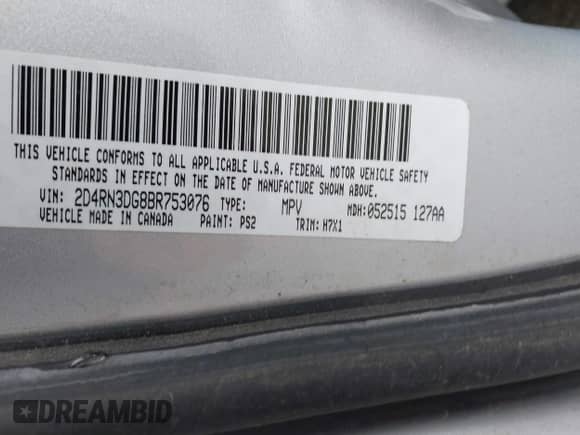 THIS VEHICLE CONFORMS TO ALL APPLICABLE U.S.A. FEDERAL MOTOR VEHICLE SAFETY
STANDARDS IN EFFECT ON THE DATE OF MANUFACTURE SHOWN ABOVE.
VIN: 2D4RN3DG8BR753076 TYPE: MPV MDH:052515 127AA
VEHICLE MADE IN CANADA PAINT: PS2 TRIM: H7X1
DREAMBID